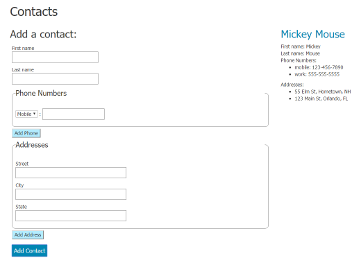 Contacts
Add a contact:
First name
Last name
Phone Numbers
Mobile :
Add Phone
Addresses
Street
City
State
Add Address
Add Contact
Mickey Mouse
First name: Mickey
Last name: Mouse
Phone Numbers:
mobile: 123-456-7890
work: 555-555-5555
Addresses:
55 Elm St, Hometown, NH
123 Main St, Orlando, FL